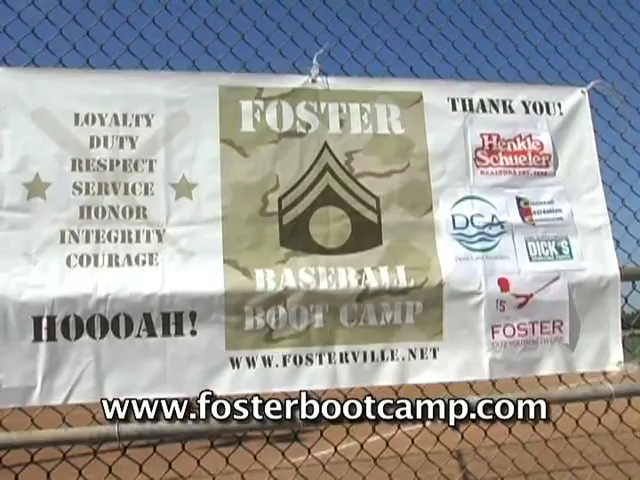 LOYALTY
DUTY
RESPECT
SERVICE
HONOR
INTEGRITY
COURAGE
HOOOAH!
FOSTER
BASEBALL
BOOT CAMP
WWW.FOSTERVILLE.NET
THANK YOU!
Henkle
Schueler
REALTORS
DCA
DICK'S
FOSTER
www.fosterbootcamp.com